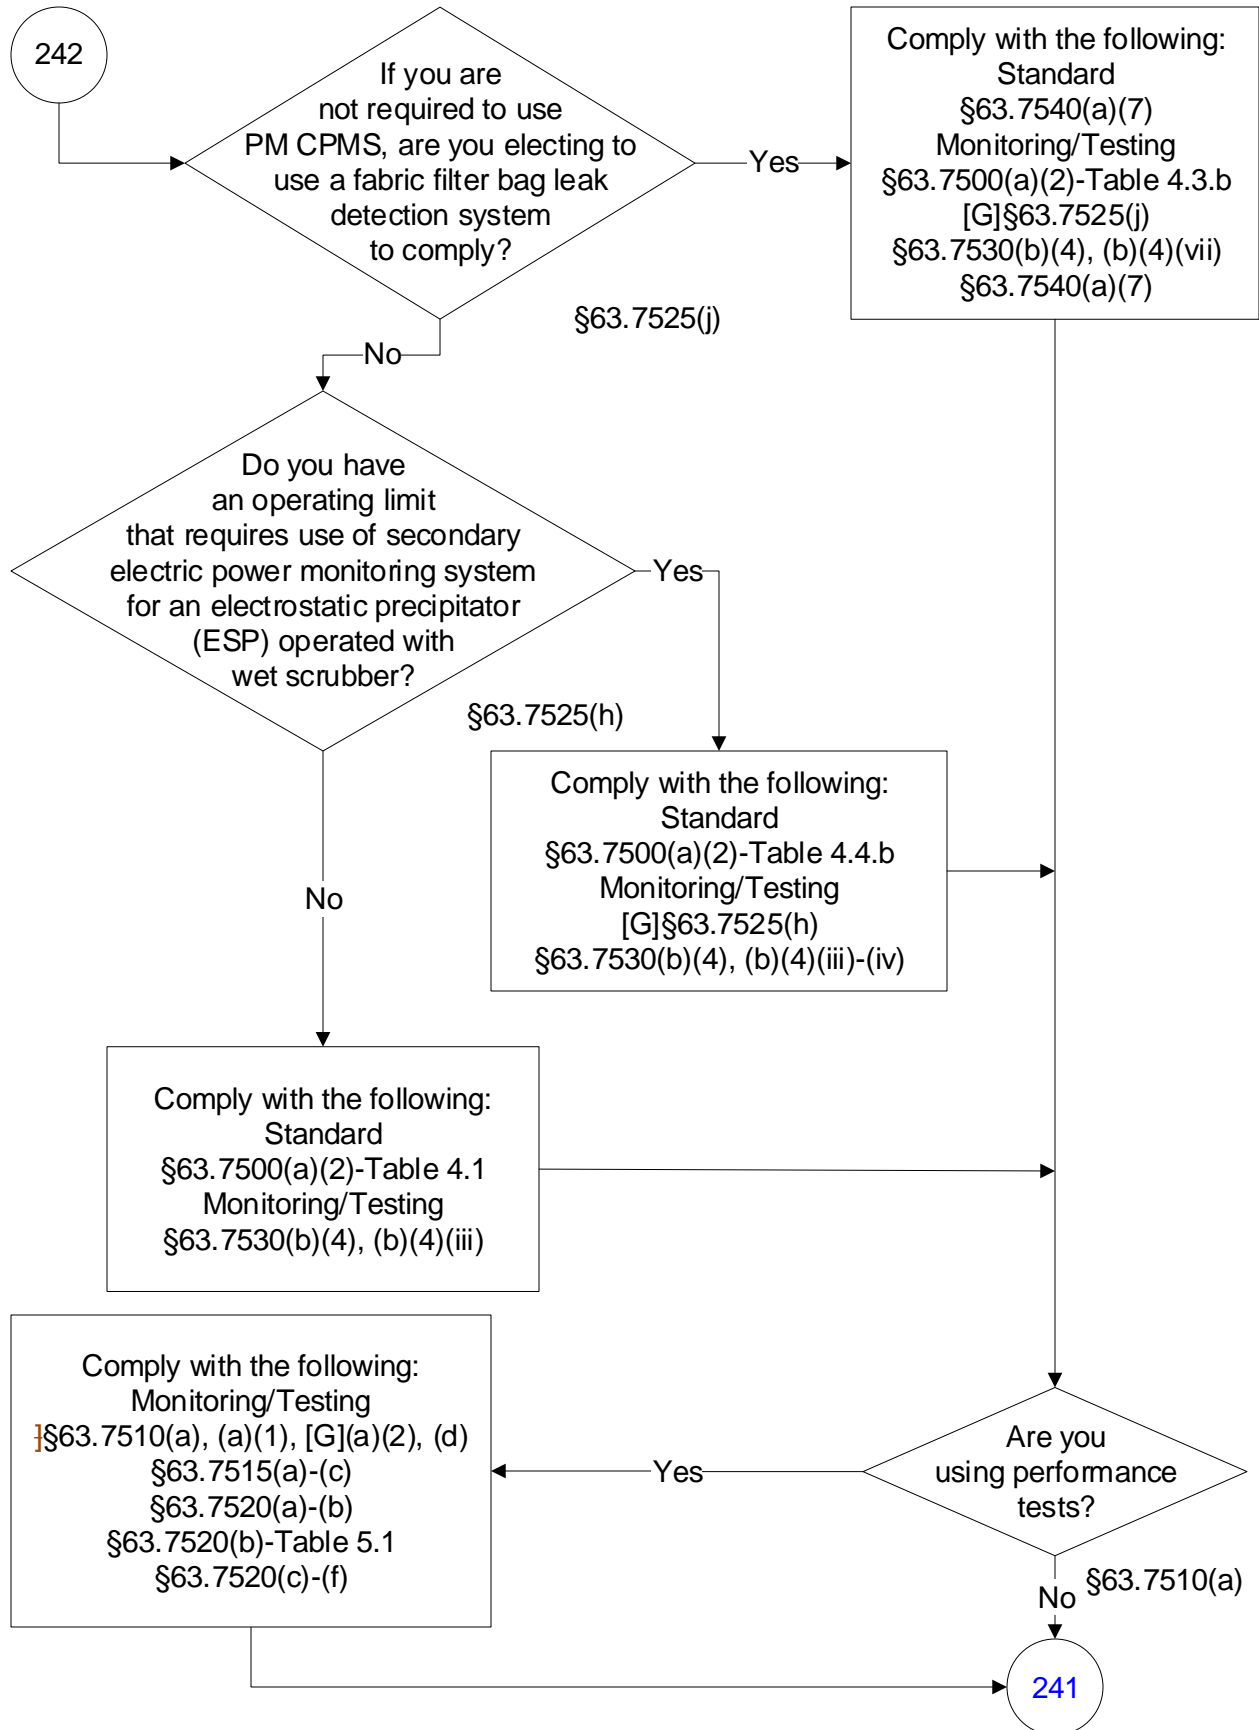 242
If you are
not required to use
PM CPMS, are you electing to
use a fabric filter bag leak
detection system
to comply?
Yes
Comply with the following:
Standard
§63.7540(a)(7)
Monitoring/Testing
§63.7500(a)(2)-Table 4.3.b
[G]§63.7525(j)
§63.7530(b)(4), (b)(4)(vii)
§63.7540(a)(7)
§63.7525(j)
No
Do you have
an operating limit
that requires use of secondary
electric power monitoring system
for an electrostatic precipitator
(ESP) operated with
wet scrubber?
Yes
§63.7525(h)
Comply with the following:
Standard
§63.7500(a)(2)-Table 4.4.b
Monitoring/Testing
[G]§63.7525(h)
§63.7530(b)(4), (b)(4)(iii)-(iv)
No
Comply with the following:
Standard
§63.7500(a)(2)-Table 4.1
Monitoring/Testing
§63.7530(b)(4), (b)(4)(iii)
Comply with the following:
Monitoring/Testing
]§63.7510(a), (a)(1), [G](a)(2), (d)
§63.7515(a)-(c)
§63.7520(a)-(b)
§63.7520(b)-Table 5.1
§63.7520(c)-(f)
Yes
Are you
using performance
tests?
§63.7510(a)
No
241